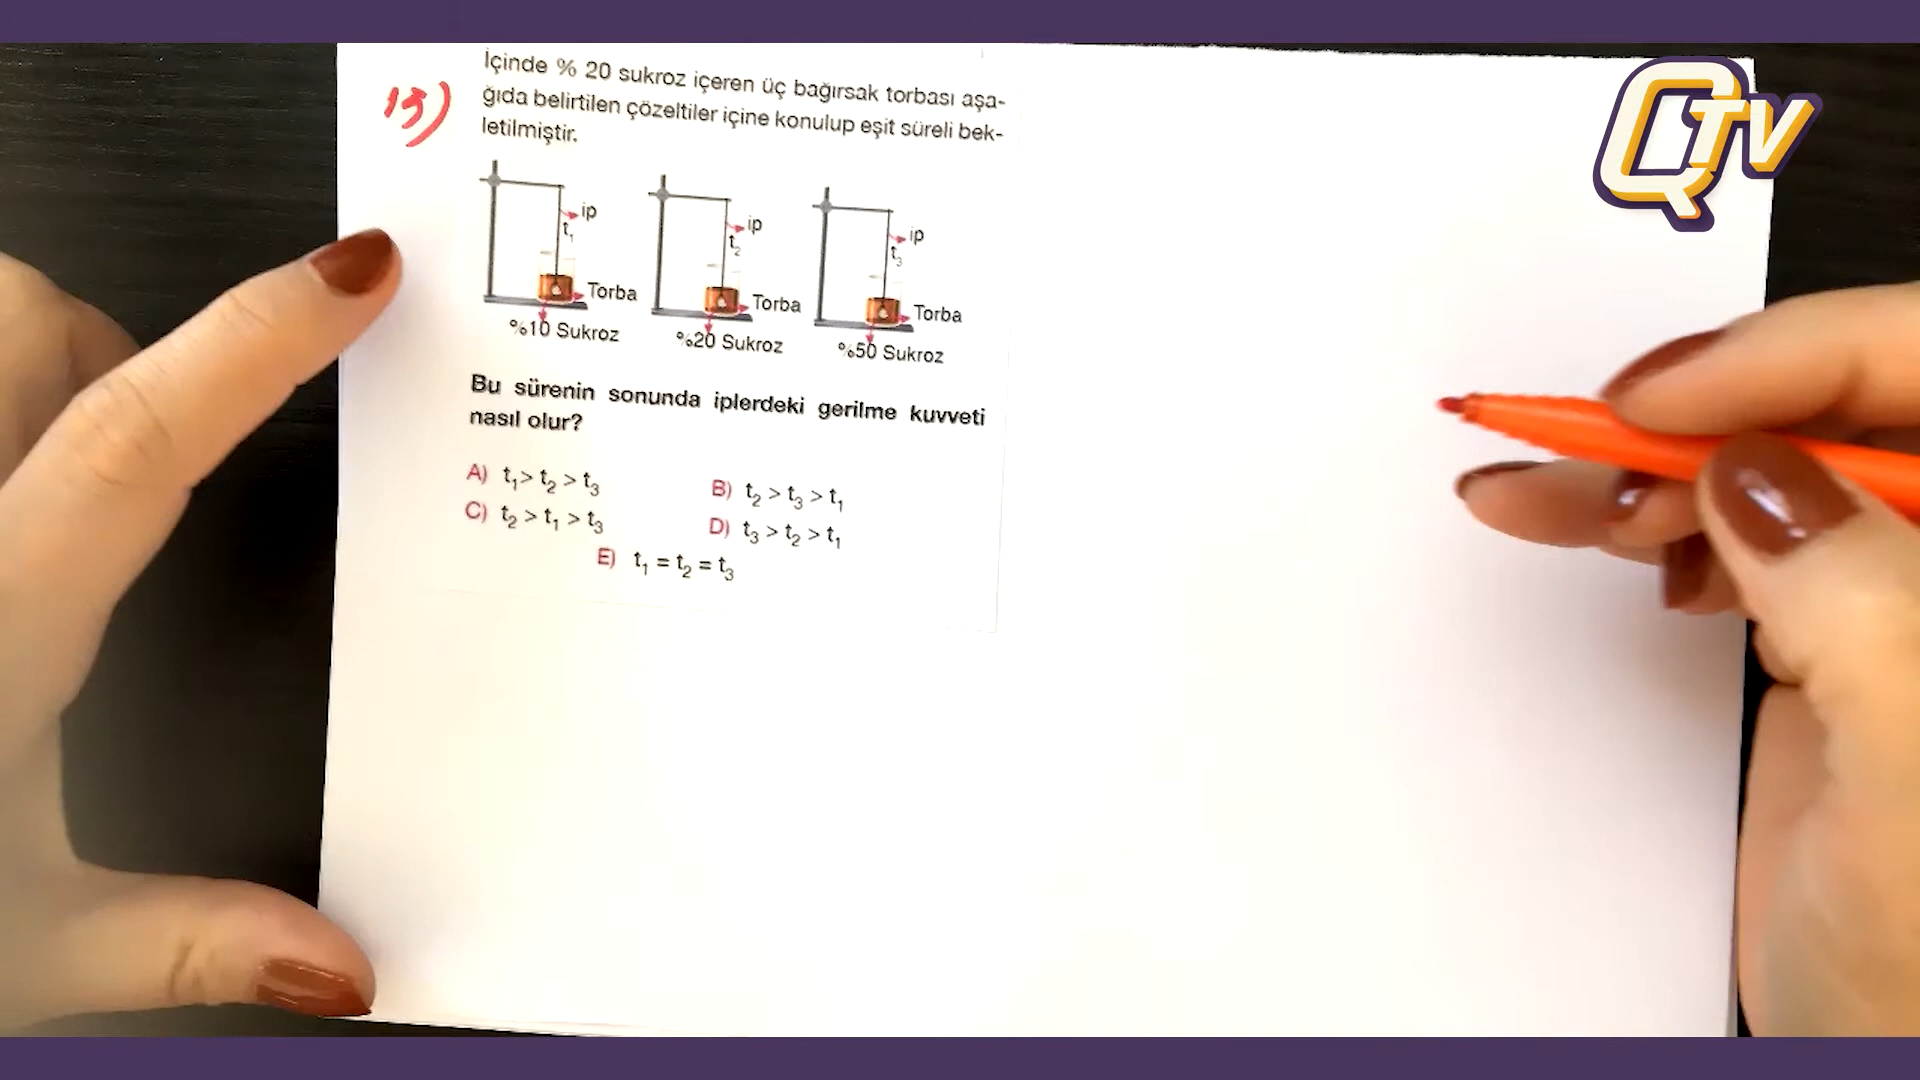 QTV
13)
İçinde % 20 sukroz içeren üç bağırsak torbası aşa-
ğıda belirtilen çözeltiler içine konulup eşit süreli bek-
letilmiştir.
ip ip ip
t₁ t₂ t₃
Torba Torba Torba
%10 Sukroz %20 Sukroz %50 Sukroz
Bu sürenin sonunda iplerdeki gerilme kuvveti
nasıl olur?
A) t₁> t₂ > t₃ B) t₂ > t₃ > t₁
C) t₂ > t₁ > t₃ D) t₃ > t₂ > t₁
E) t₁ = t₂ = t₃